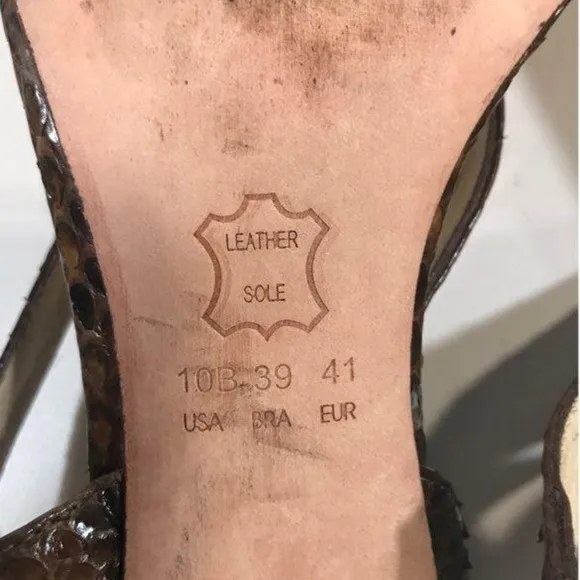 LEATHER
SOLE
10B 39 41
USA BRA EUR